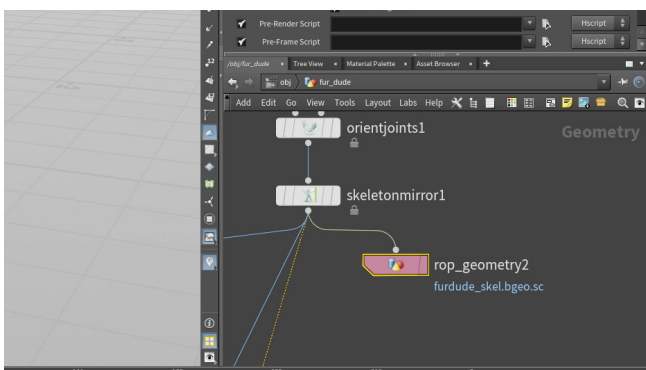 Pre-Render Script
Hscript
Pre-Frame Script
Hscript
/obj/fur_dude
Tree View
Material Palette
Asset Browser
+
obj
fur_dude
Add Edit Go View Tools Layout Labs Help
orientjoints1
Geometry
skeletonmirror1
rop_geometry2
furdude_skel.bgeo.sc